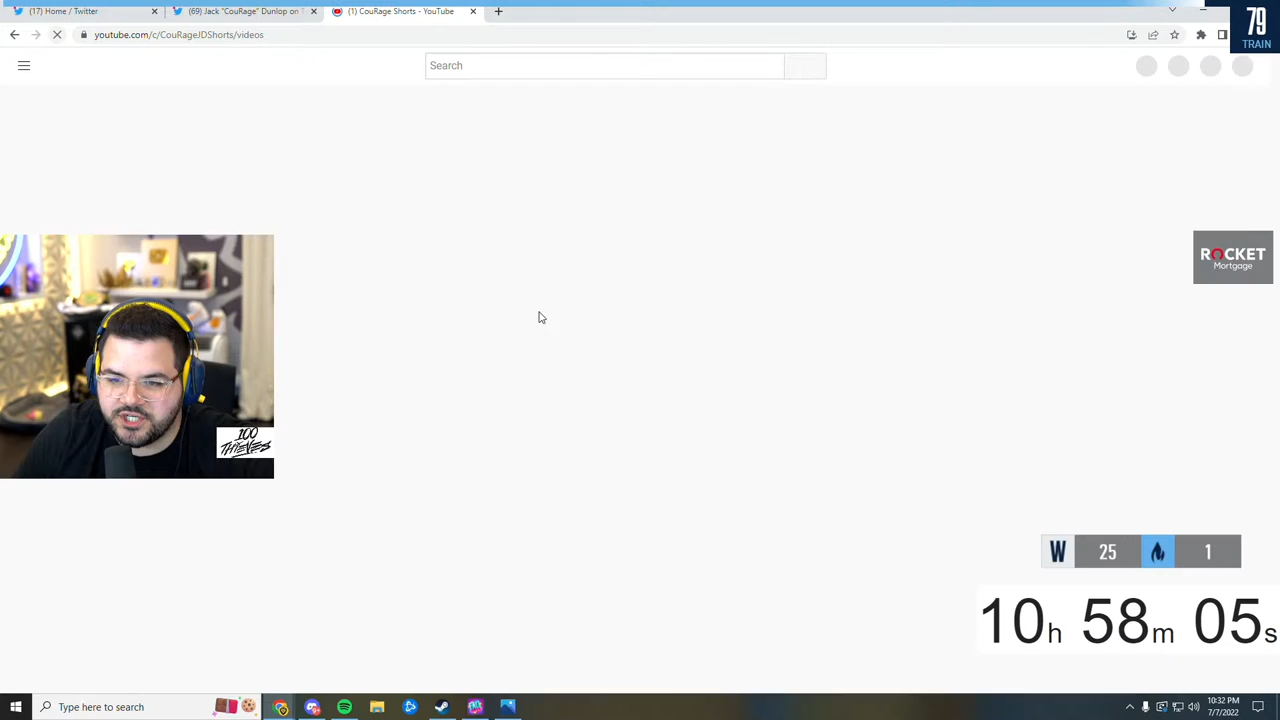 (17) Home / Twitter
(69) Jack "CouRage" Dunlop on T
(1) CouRage Shorts - YouTube
79
TRAIN
youtube.com/c/CouRageJDShorts/videos
Search
ROCKET
Mortgage
100
THIEVES
W
25
1
10h 58m 05s
Type here to search
10:32 PM
7/7/2022